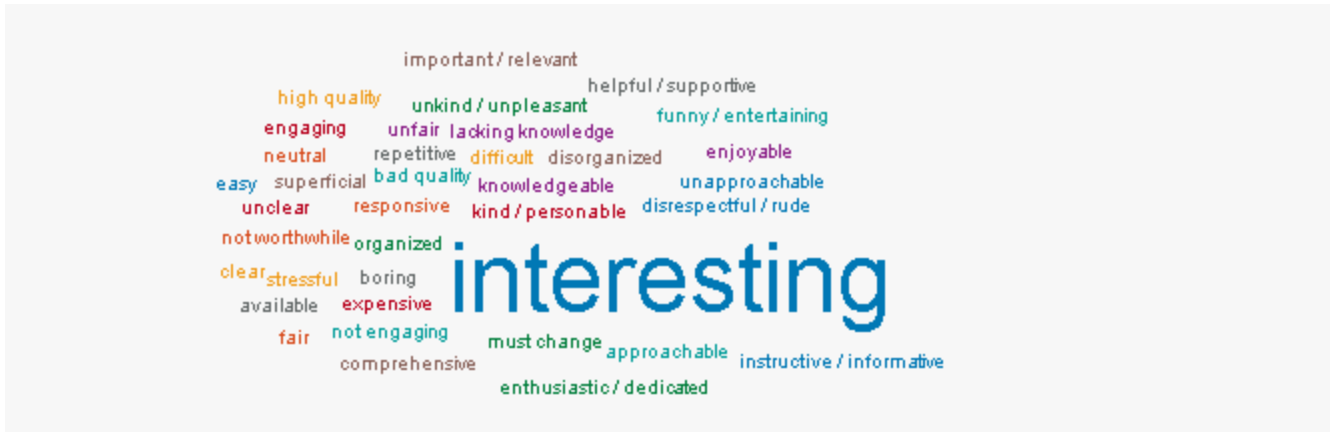 important / relevant
helpful / supportive
high quality
unkind / unpleasant
funny / entertaining
engaging
unfair
lacking knowledge
neutral
repetitive
difficult
disorganized
enjoyable
easy
superficial
bad quality
knowledgeable
unapproachable
unclear
responsive
kind / personable
disrespectful / rude
not worthwhile
organized
interesting
clear
stressful
boring
available
expensive
fair
not engaging
must change
approachable
comprehensive
instructive / informative
enthusiastic / dedicated